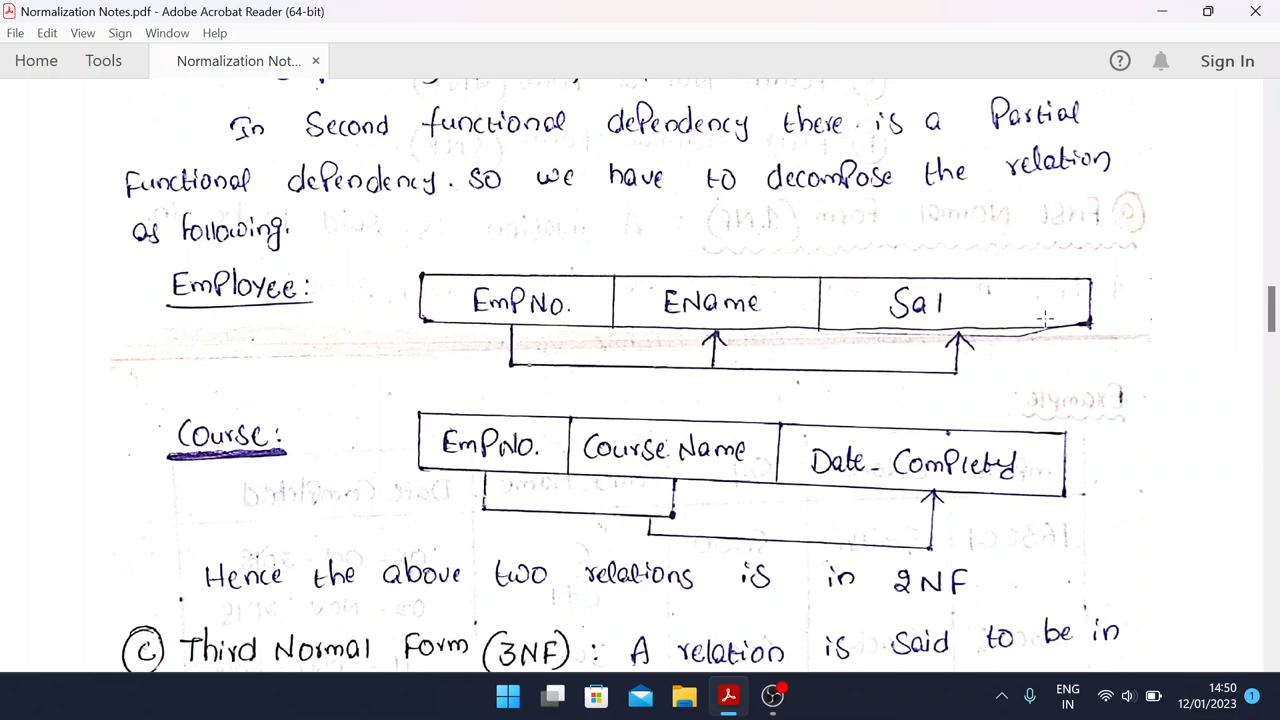 Normalization Notes.pdf - Adobe Acrobat Reader (64-bit)
File Edit View Sign Window Help
Home Tools Normalization Not... × Sign In
In Second functional dependency there is a Partial
Functional dependency. so we have to decompose the relation
as following.
Employee:
EmpNo. EName Sal
Course:
EmpNo. Course Name Date_Completed
Hence the above two relations is in 2NF
(C) Third Normal Form (3NF) : A relation is said to be in
ENG
IN
14:50
12/01/2023
1